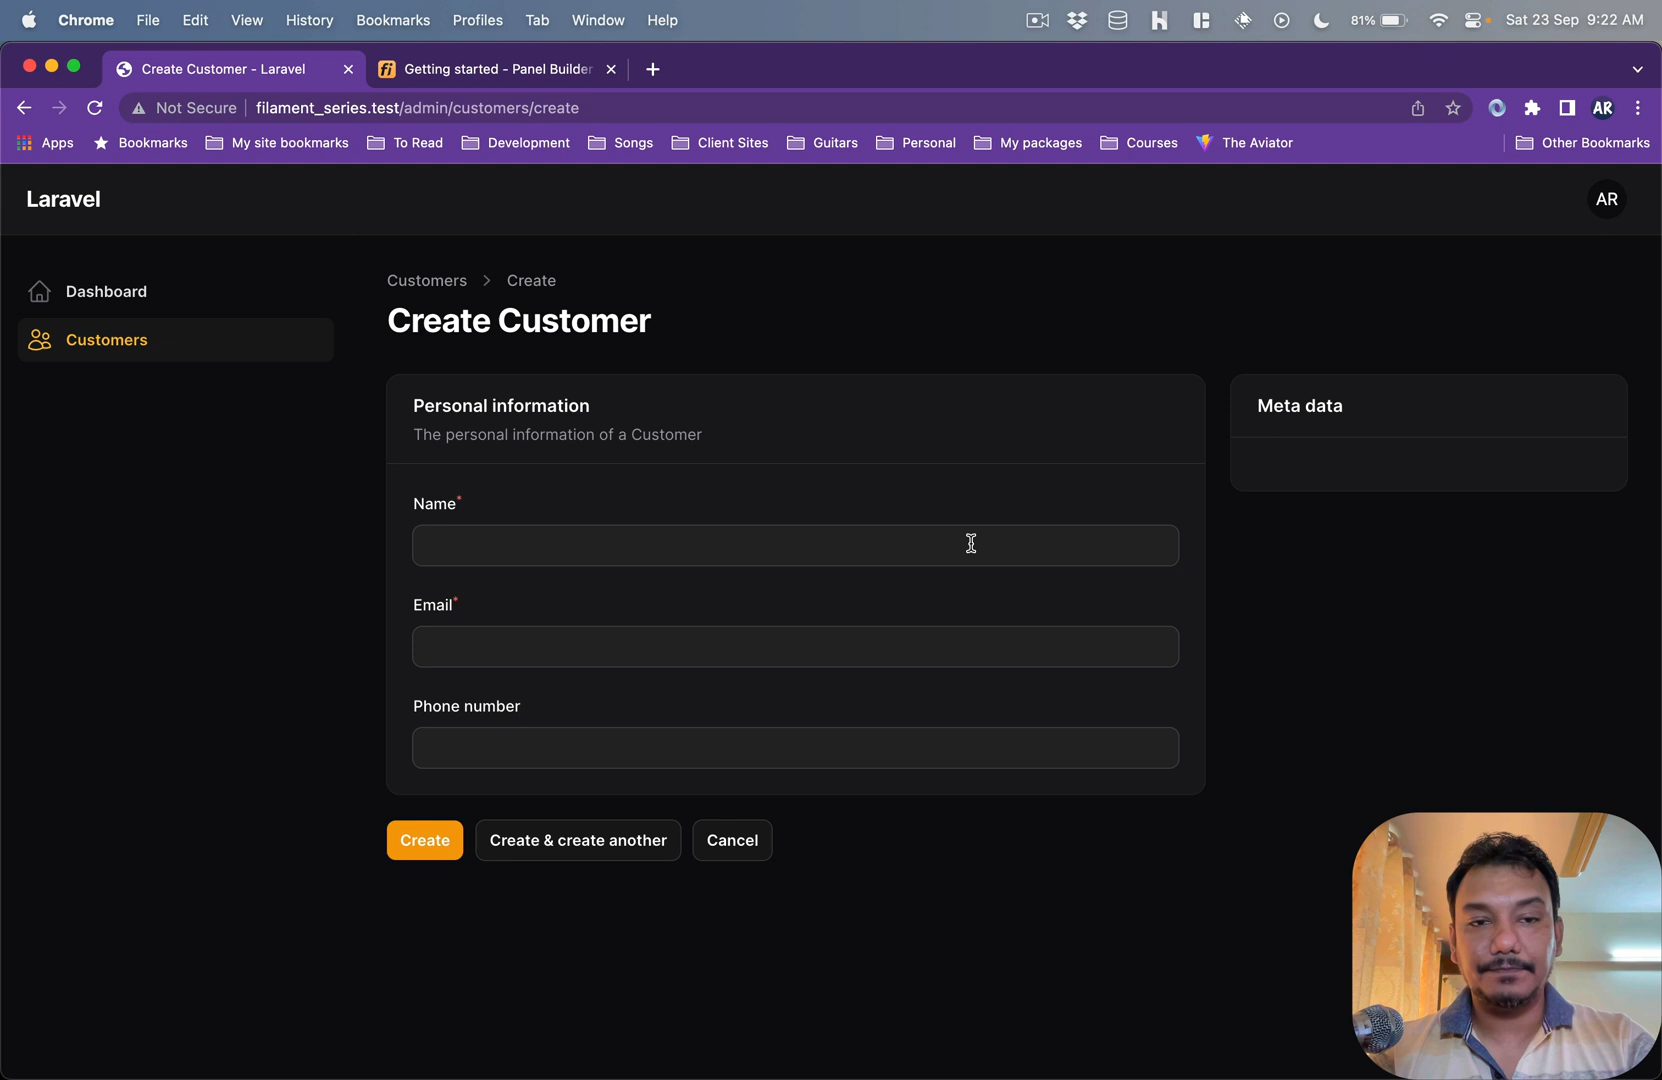 Chrome File Edit View History Bookmarks Profiles Tab Window Help 81% Sat 23 Sep 9:22 AM
Create Customer - Laravel Getting started - Panel Builder
Not Secure filament_series.test/admin/customers/create AR
Apps Bookmarks My site bookmarks To Read Development Songs Client Sites Guitars Personal My packages Courses The Aviator Other Bookmarks
Laravel AR
Dashboard
Customers
Customers > Create
Create Customer
Personal information
The personal information of a Customer
Name*
Email*
Phone number
Create Create & create another Cancel
Meta data